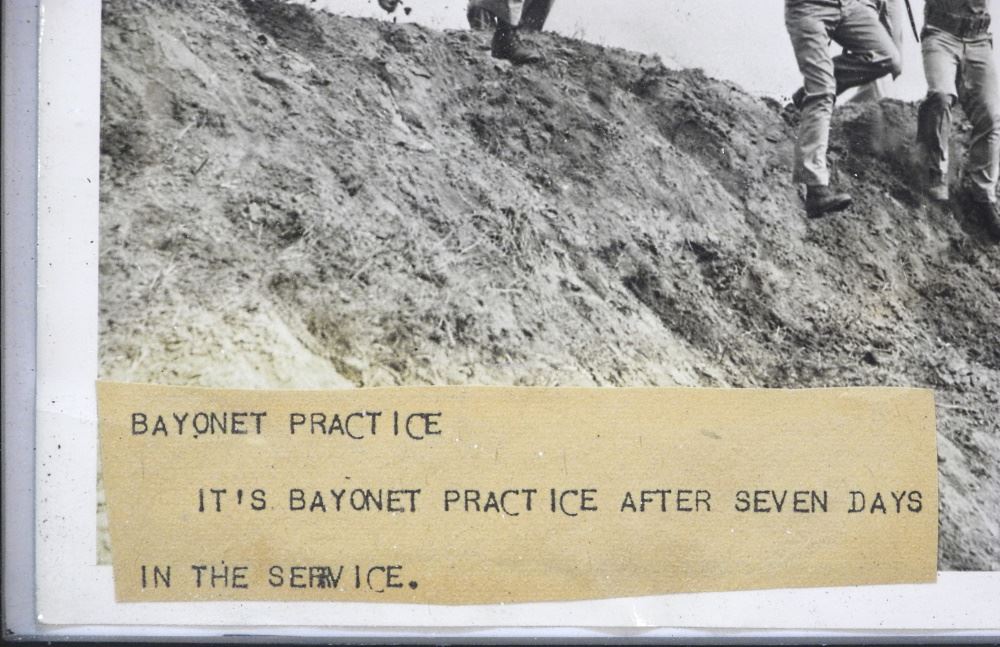 BAYONET PRACTICE
IT'S BAYONET PRACTICE AFTER SEVEN DAYS
IN THE SERVICE.